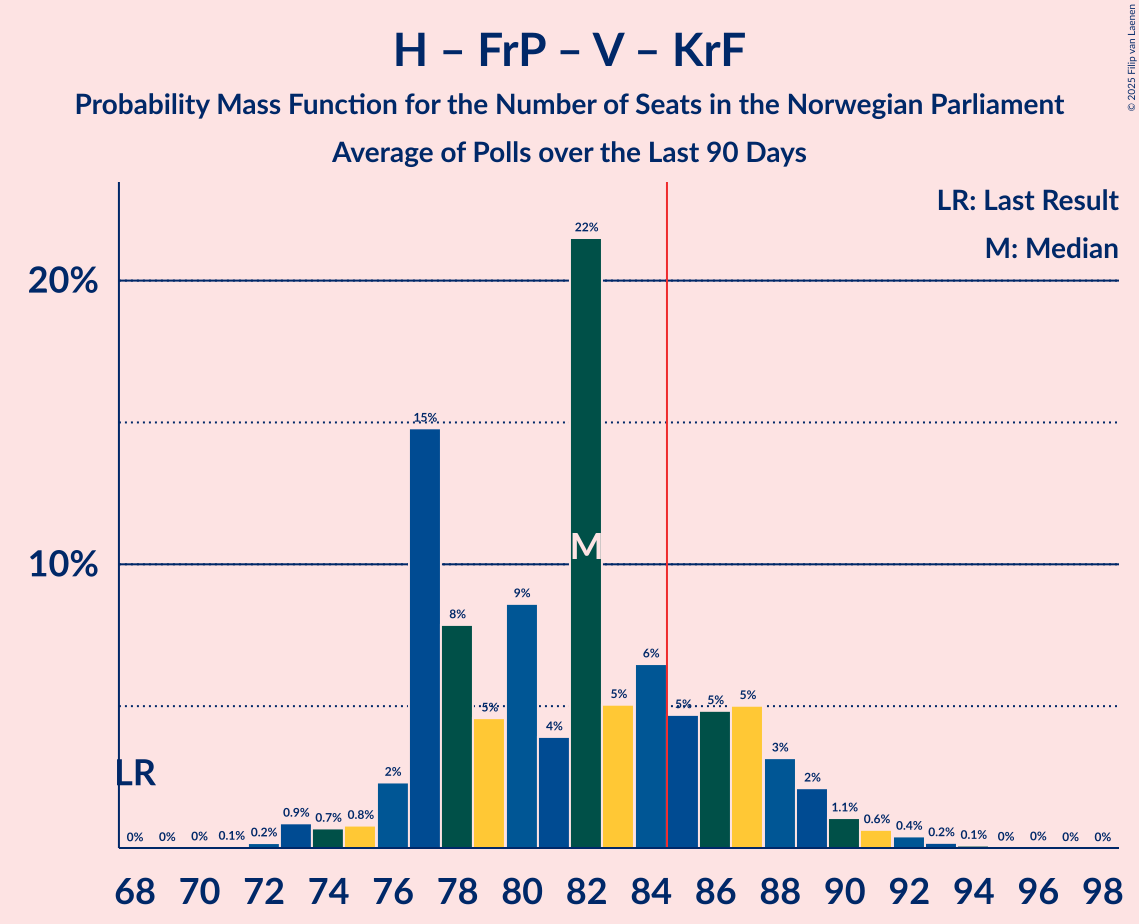 H – FrP – V – KrF
Probability Mass Function for the Number of Seats in the Norwegian Parliament
Average of Polls over the Last 90 Days
© 2025 Filip van Laenen
LR: Last Result
M: Median
20%
10%
LR
M
0% 0% 0% 0.1% 0.2% 0.9% 0.7% 0.8% 2% 15% 8% 5% 9% 4% 22% 5% 6% 5% 5% 5% 3% 2% 1.1% 0.6% 0.4% 0.2% 0.1% 0% 0% 0% 0%
68 70 72 74 76 78 80 82 84 86 88 90 92 94 96 98